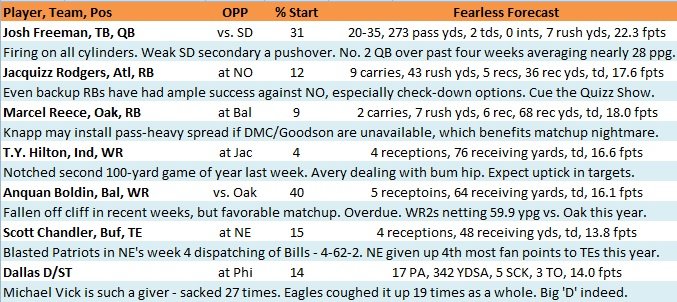 Player, Team, Pos OPP % Start Fearless Forecast
Josh Freeman, TB, QB vs. SD 31 20-35, 273 pass yds, 2 tds, 0 ints, 7 rush yds, 22.3 fpts
Firing on all cylinders. Weak SD secondary a pushover. No. 2 QB over past four weeks averaging nearly 28 ppg.
Jacquizz Rodgers, Atl, RB at NO 12 9 carries, 43 rush yds, 5 recs, 36 rec yds, td, 17.6 fpts
Even backup RBs have had ample success against NO, especially check-down options. Cue the Quizz Show.
Marcel Reece, Oak, RB at Bal 9 2 carries, 7 rush yds, 6 rec, 68 rec yds, td, 18.0 fpts
Knapp may install pass-heavy spread if DMC/Goodson are unavailable, which benefits matchup nightmare.
T.Y. Hilton, Ind, WR at Jac 4 4 receptions, 76 receiving yards, td, 16.6 fpts
Notched second 100-yard game of year last week. Avery dealing with bum hip. Expect uptick in targets.
Anquan Boldin, Bal, WR vs. Oak 40 5 receptoins, 64 receiving yards, td, 16.1 fpts
Fallen off cliff in recent weeks, but favorable matchup. Overdue. WR2s netting 59.9 ypg vs. Oak this year.
Scott Chandler, Buf, TE at NE 15 4 receptions, 48 receiving yds, td, 13.8 fpts
Blasted Patriots in NE's week 4 dispatching of Bills - 4-62-2. NE given up 4th most fan points to TEs this year.
Dallas D/ST at Phi 14 17 PA, 342 YDSA, 5 SCK, 3 TO, 14.0 fpts
Michael Vick is such a giver - sacked 27 times. Eagles coughed it up 19 times as a whole. Big 'D' indeed.